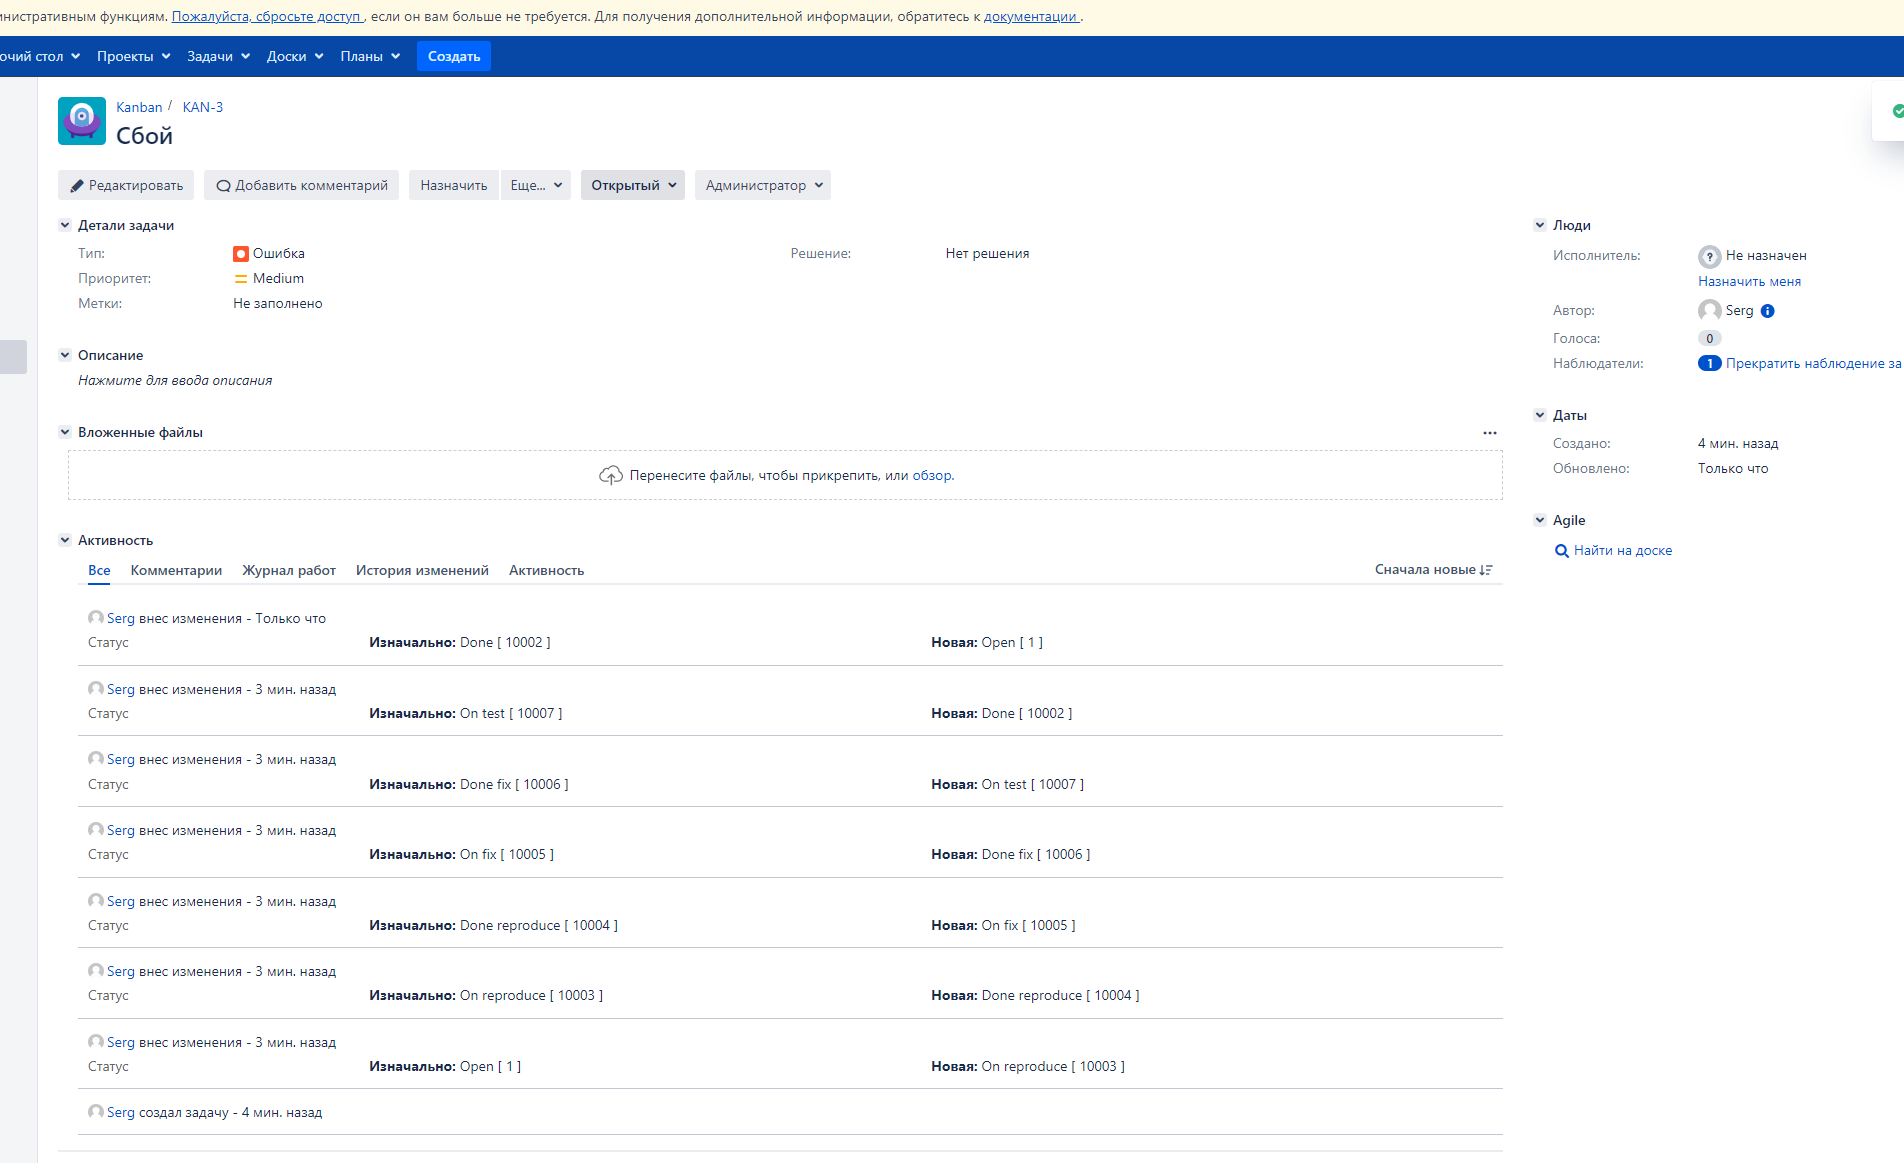 нистративным функциям. Пожалуйста, сбросьте доступ , если он вам больше не требуется. Для получения дополнительной информации, обратитесь к документации .
очий стол Проекты Задачи Доски Планы Создать
Kanban / KAN-3
Сбой
Редактировать Добавить комментарий Назначить Еще... Открытый Администратор
Детали задачи
Тип: Ошибка Решение: Нет решения
Приоритет: Medium
Метки: Не заполнено
Описание
Нажмите для ввода описания
Вложенные файлы
Перенесите файлы, чтобы прикрепить, или обзор.
Активность
Все Комментарии Журнал работ История изменений Активность Сначала новые
Serg внес изменения - Только что
Статус Изначально: Done [ 10002 ] Новая: Open [ 1 ]
Serg внес изменения - 3 мин. назад
Статус Изначально: On test [ 10007 ] Новая: Done [ 10002 ]
Serg внес изменения - 3 мин. назад
Статус Изначально: Done fix [ 10006 ] Новая: On test [ 10007 ]
Serg внес изменения - 3 мин. назад
Статус Изначально: On fix [ 10005 ] Новая: Done fix [ 10006 ]
Serg внес изменения - 3 мин. назад
Статус Изначально: Done reproduce [ 10004 ] Новая: On fix [ 10005 ]
Serg внес изменения - 3 мин. назад
Статус Изначально: On reproduce [ 10003 ] Новая: Done reproduce [ 10004 ]
Serg внес изменения - 3 мин. назад
Статус Изначально: Open [ 1 ] Новая: On reproduce [ 10003 ]
Serg создал задачу - 4 мин. назад
Люди
Исполнитель: Не назначен
Назначить меня
Автор: Serg
Голоса: 0
Наблюдатели: 1 Прекратить наблюдение за
Даты
Создано: 4 мин. назад
Обновлено: Только что
Agile
Найти на доске